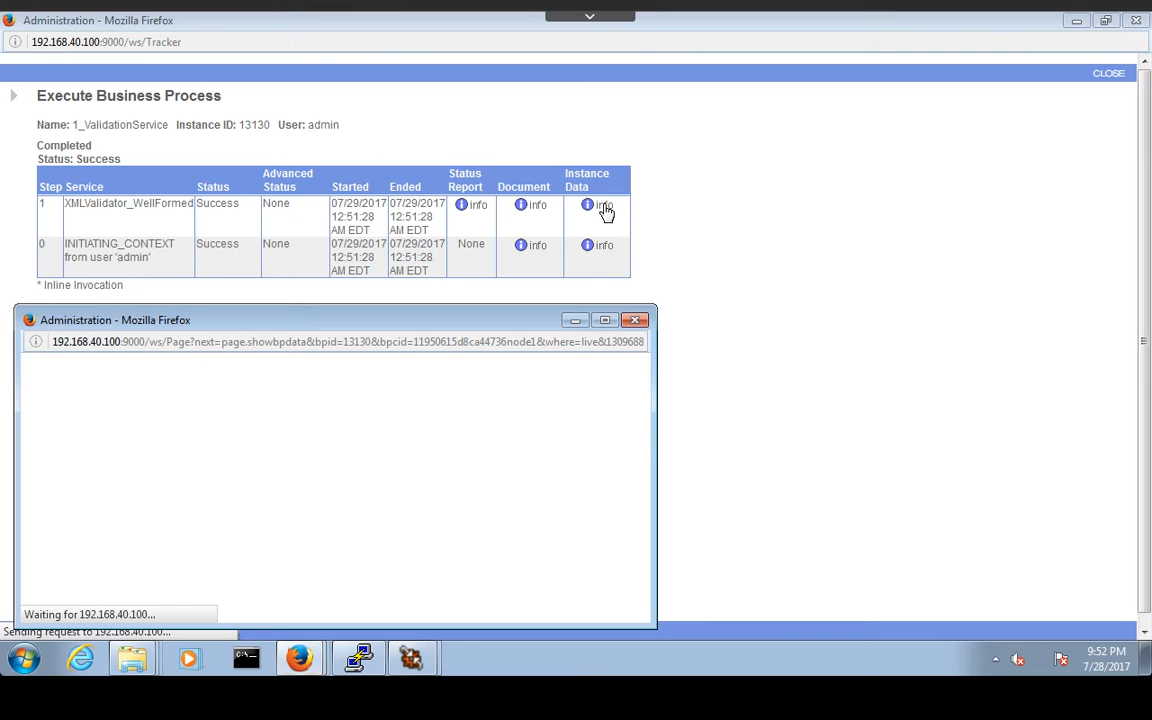 Administration - Mozilla Firefox
192.168.40.100:9000/ws/Tracker
CLOSE
Execute Business Process
Name: 1_ValidationService Instance ID: 13130 User: admin
Completed
Status: Success
Step Service Status Advanced Status Started Ended Status Report Document Instance Data
1 XMLValidator_WellFormed Success None 07/29/2017 12:51:28 AM EDT 07/29/2017 12:51:28 AM EDT info info info
0 INITIATING_CONTEXT from user 'admin' Success None 07/29/2017 12:51:28 AM EDT 07/29/2017 12:51:28 AM EDT None info info
* Inline Invocation
Administration - Mozilla Firefox
192.168.40.100:9000/ws/Page?next=page.showbpdata&bpid=13130&bpcid=11950615d8ca44736node1&where=live&1309688
Waiting for 192.168.40.100...
Sending request to 192.168.40.100...
9:52 PM
7/28/2017